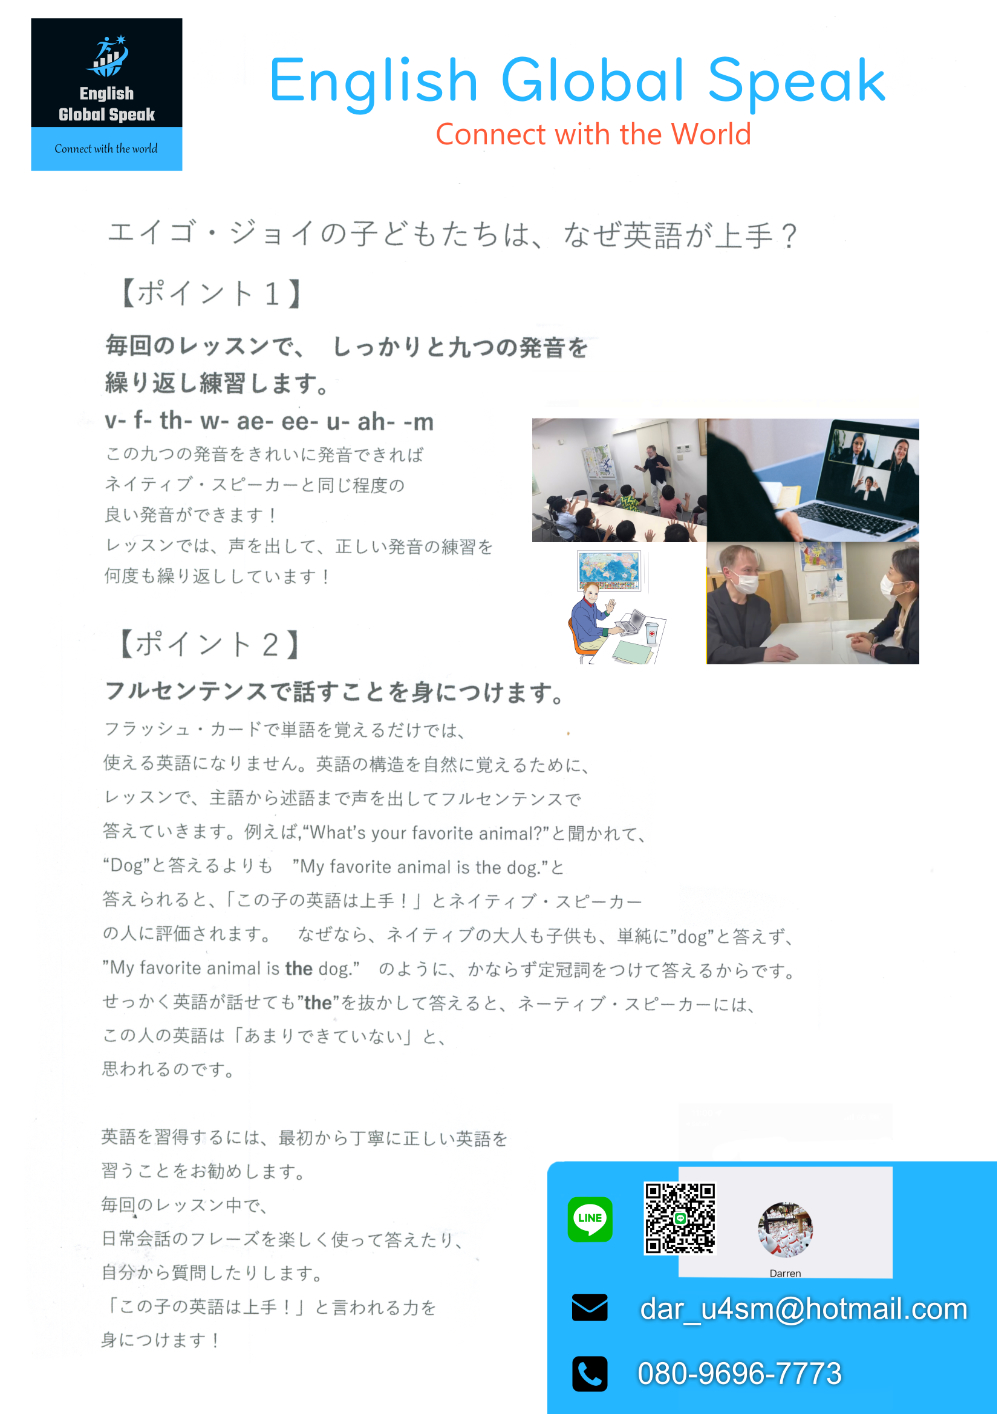 English
Global Speak
Connect with the world
English Global Speak
Connect with the World
エイゴ・ジョイの子どもたちは、なぜ英語が上手？
【ポイント１】
毎回のレッスンで、 しっかりと九つの発音を
繰り返し練習します。
v- f- th- w- ae- ee- u- ah- -m
この九つの発音をきれいに発音できれば
ネイティブ・スピーカーと同じ程度の
良い発音ができます！
レッスンでは、声を出して、正しい発音の練習を
何度も繰り返ししています！
【ポイント２】
フルセンテンスで話すことを身につけます。
フラッシュ・カードで単語を覚えるだけでは、
使える英語になりません。英語の構造を自然に覚えるために、
レッスンで、主語から述語まで声を出してフルセンテンスで
答えていきます。例えば,“What’s your favorite animal?”と聞かれて、
“Dog”と答えるよりも ”My favorite animal is the dog.”と
答えられると、「この子の英語は上手！」とネイティブ・スピーカー
の人に評価されます。 なぜなら、ネイティブの大人も子供も、単純に”dog”と答えず、
”My favorite animal is the dog.” のように、かならず定冠詞をつけて答えるからです。
せっかく英語が話せても”the”を抜かして答えると、ネーティブ・スピーカーには、
この人の英語は「あまりできていない」と、
思われるのです。
英語を習得するには、最初から丁寧に正しい英語を
習うことをお勧めします。
毎回のレッスン中で、
日常会話のフレーズを楽しく使って答えたり、
自分から質問したりします。
「この子の英語は上手！」と言われる力を
身につけます！
LINE
Darren
dar_u4sm@hotmail.com
080-9696-7773